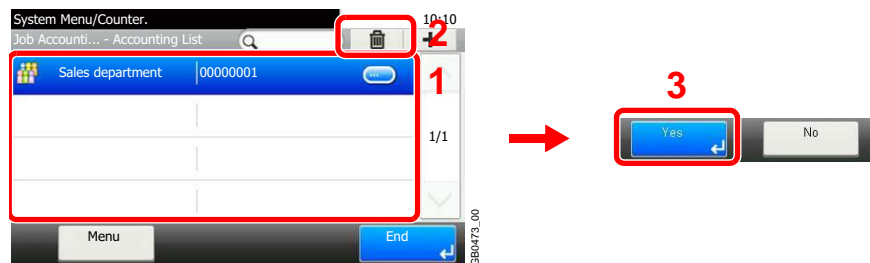 System Menu/Counter. 10:10
Job Accounti... - Accounting List
2
Sales department 00000001
1
1/1
Menu
End
GB0473_00
3
Yes
No